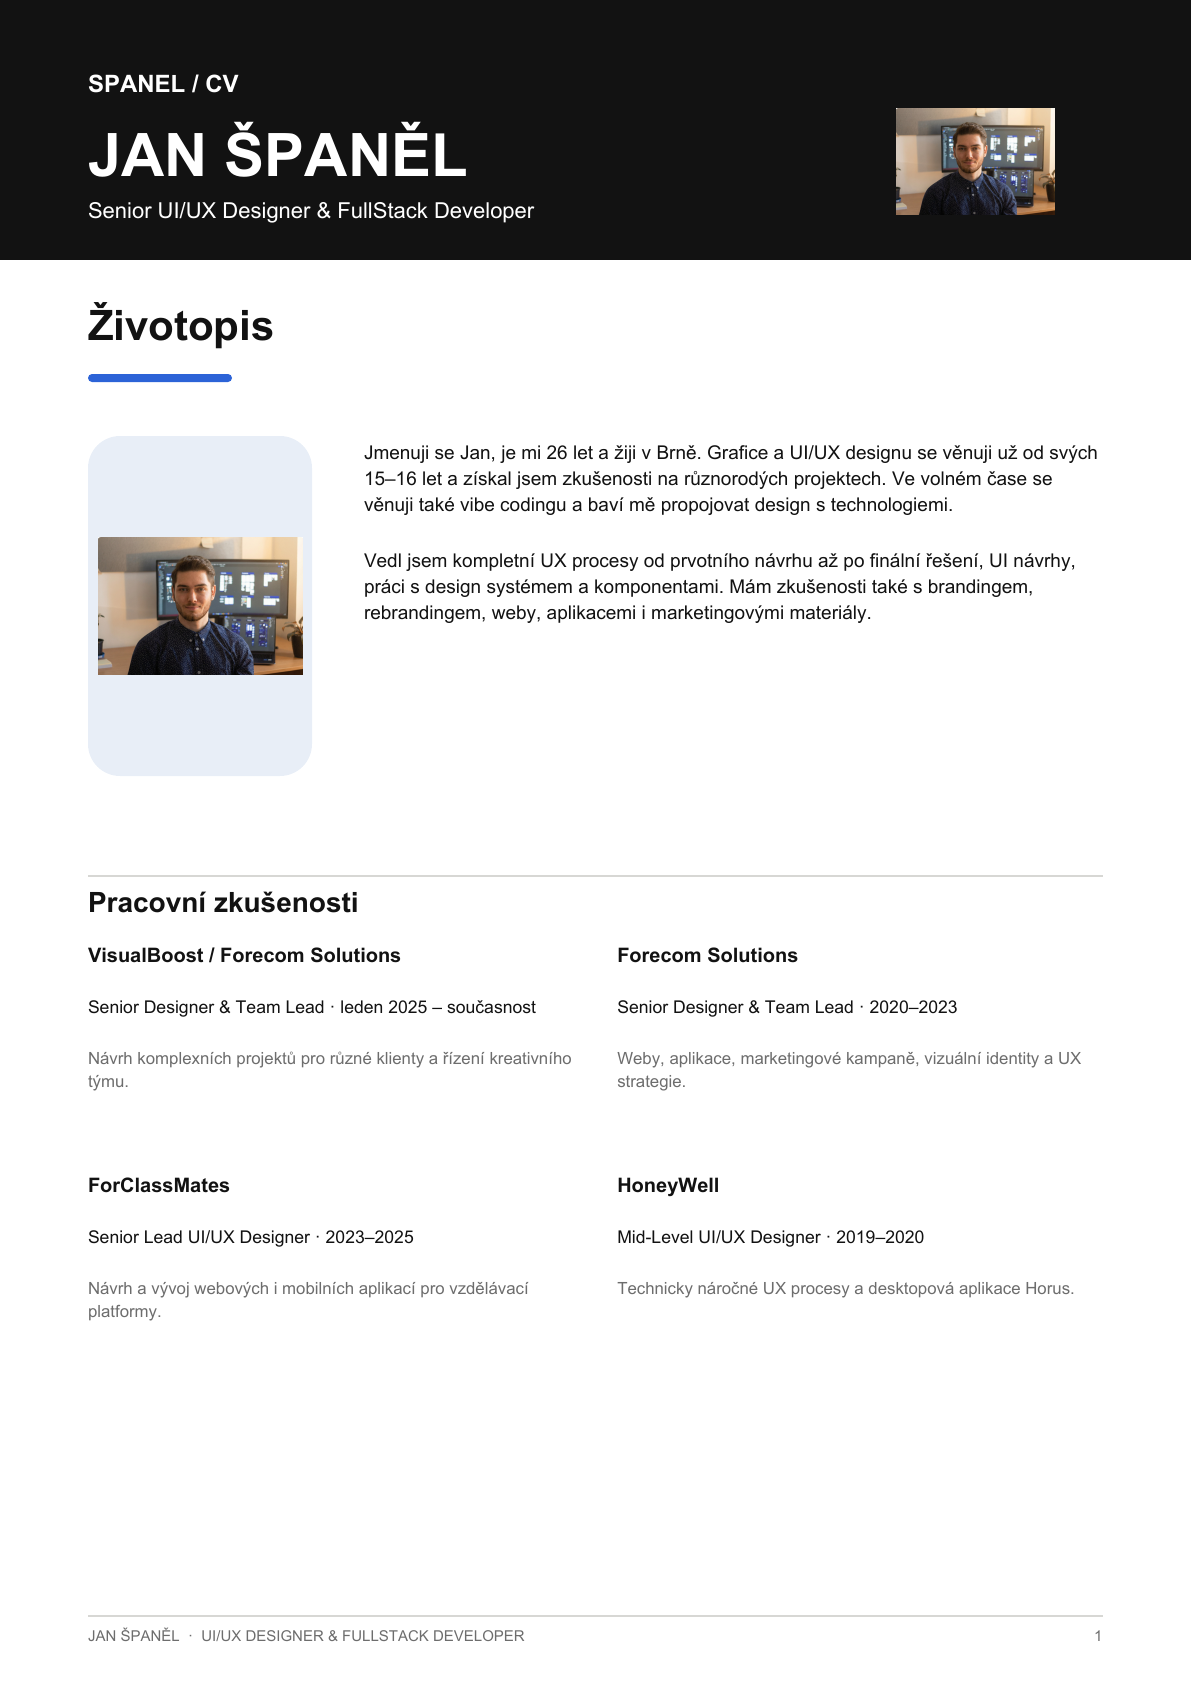 SPANEL / CV
JAN ŠPANĚL
Senior UI/UX Designer & FullStack Developer
Životopis
Jmenuji se Jan, je mi 26 let a žiji v Brně. Grafice a UI/UX designu se věnuji už od svých
15–16 let a získal jsem zkušenosti na různorodých projektech. Ve volném čase se
věnuji také vibe codingu a baví mě propojovat design s technologiemi.
Vedl jsem kompletní UX procesy od prvotního návrhu až po finální řešení, UI návrhy,
práci s design systémem a komponentami. Mám zkušenosti také s brandingem,
rebrandingem, weby, aplikacemi i marketingovými materiály.
Pracovní zkušenosti
VisualBoost / Forecom Solutions
Senior Designer & Team Lead · leden 2025 – současnost
Návrh komplexních projektů pro různé klienty a řízení kreativního
týmu.
Forecom Solutions
Senior Designer & Team Lead · 2020–2023
Weby, aplikace, marketingové kampaně, vizuální identity a UX
strategie.
ForClassMates
Senior Lead UI/UX Designer · 2023–2025
Návrh a vývoj webových i mobilních aplikací pro vzdělávací
platformy.
HoneyWell
Mid-Level UI/UX Designer · 2019–2020
Technicky náročné UX procesy a desktopová aplikace Horus.
JAN ŠPANĚL · UI/UX DESIGNER & FULLSTACK DEVELOPER
1